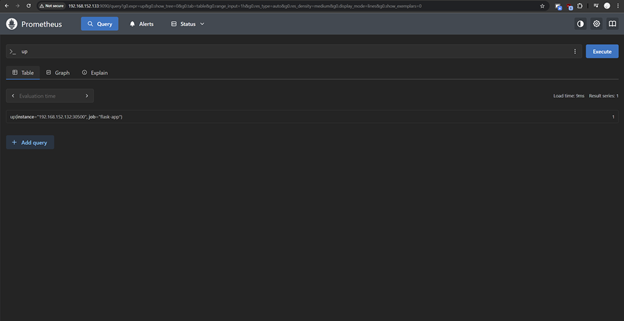 Not secure 192.168.152.133:9090/query?g0.expr=up&g0.show_tree=0&g0.tab=table&g0.range_input=1h&g0.res_type=auto&g0.res_density=medium&g0.display_mode=lines&g0.show_exemplars=0
Prometheus Query Alerts Status
>_ up Execute
Table Graph Explain
Evaluation time Load time: 9ms Result series: 1
up{instance="192.168.152.132:30500", job="flask-app"} 1
+ Add query